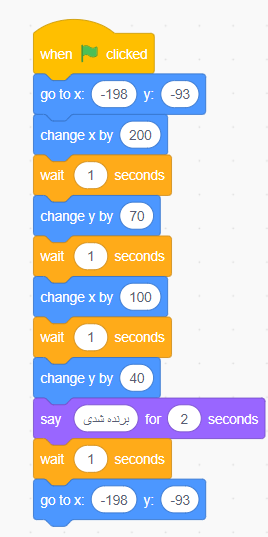 when clicked
go to x: -198 y: -93
change x by 200
wait 1 seconds
change y by 70
wait 1 seconds
change x by 100
wait 1 seconds
change y by 40
say برنده شدی for 2 seconds
wait 1 seconds
go to x: -198 y: -93